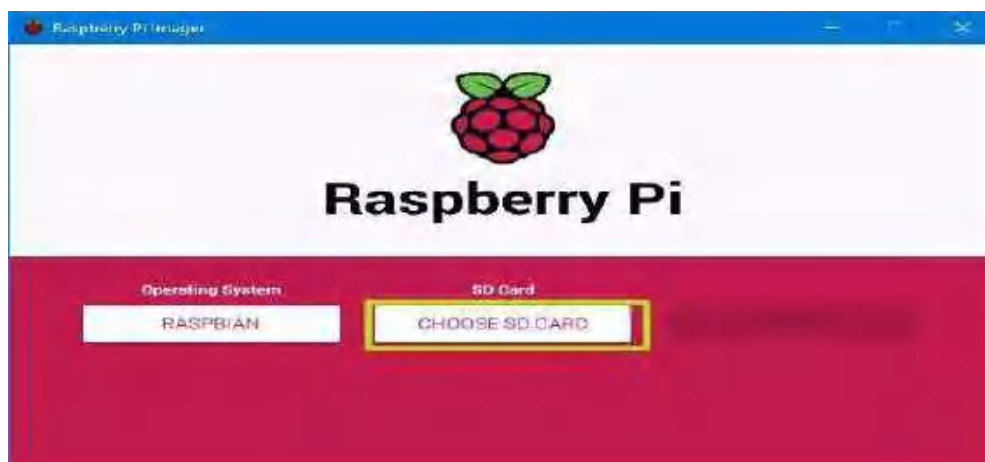 Raspberry Pi Imager
Raspberry Pi
Operating System
SD Card
RASPBIAN
CHOOSE SD CARD